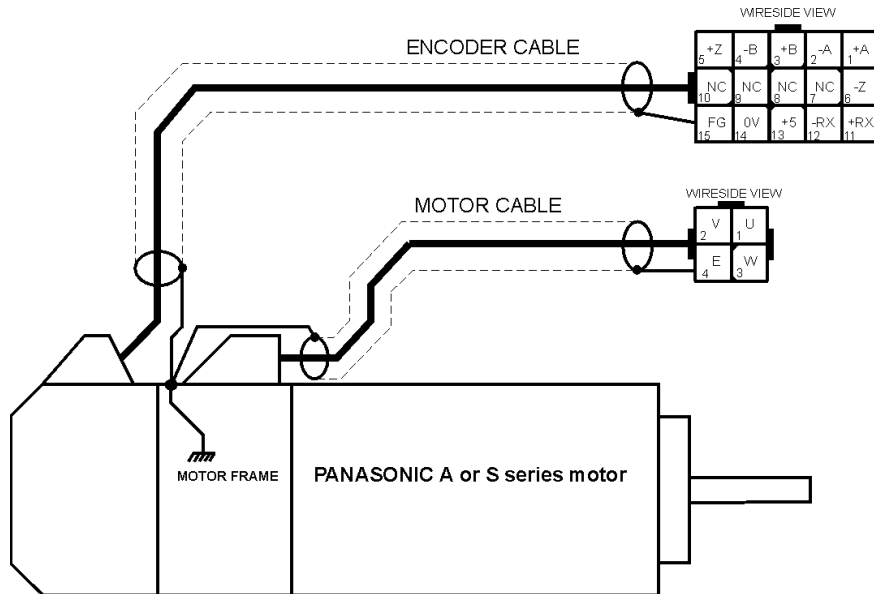 WIRESIDE VIEW
ENCODER CABLE
+Z -B +B -A +A
5 4 3 2 1
NC NC NC NC -Z
10 9 8 7 6
FG 0V +5 -RX +RX
15 14 13 12 11
WIRESIDE VIEW
MOTOR CABLE
V U
2 1
E W
4 3
MOTOR FRAME
PANASONIC A or S series motor